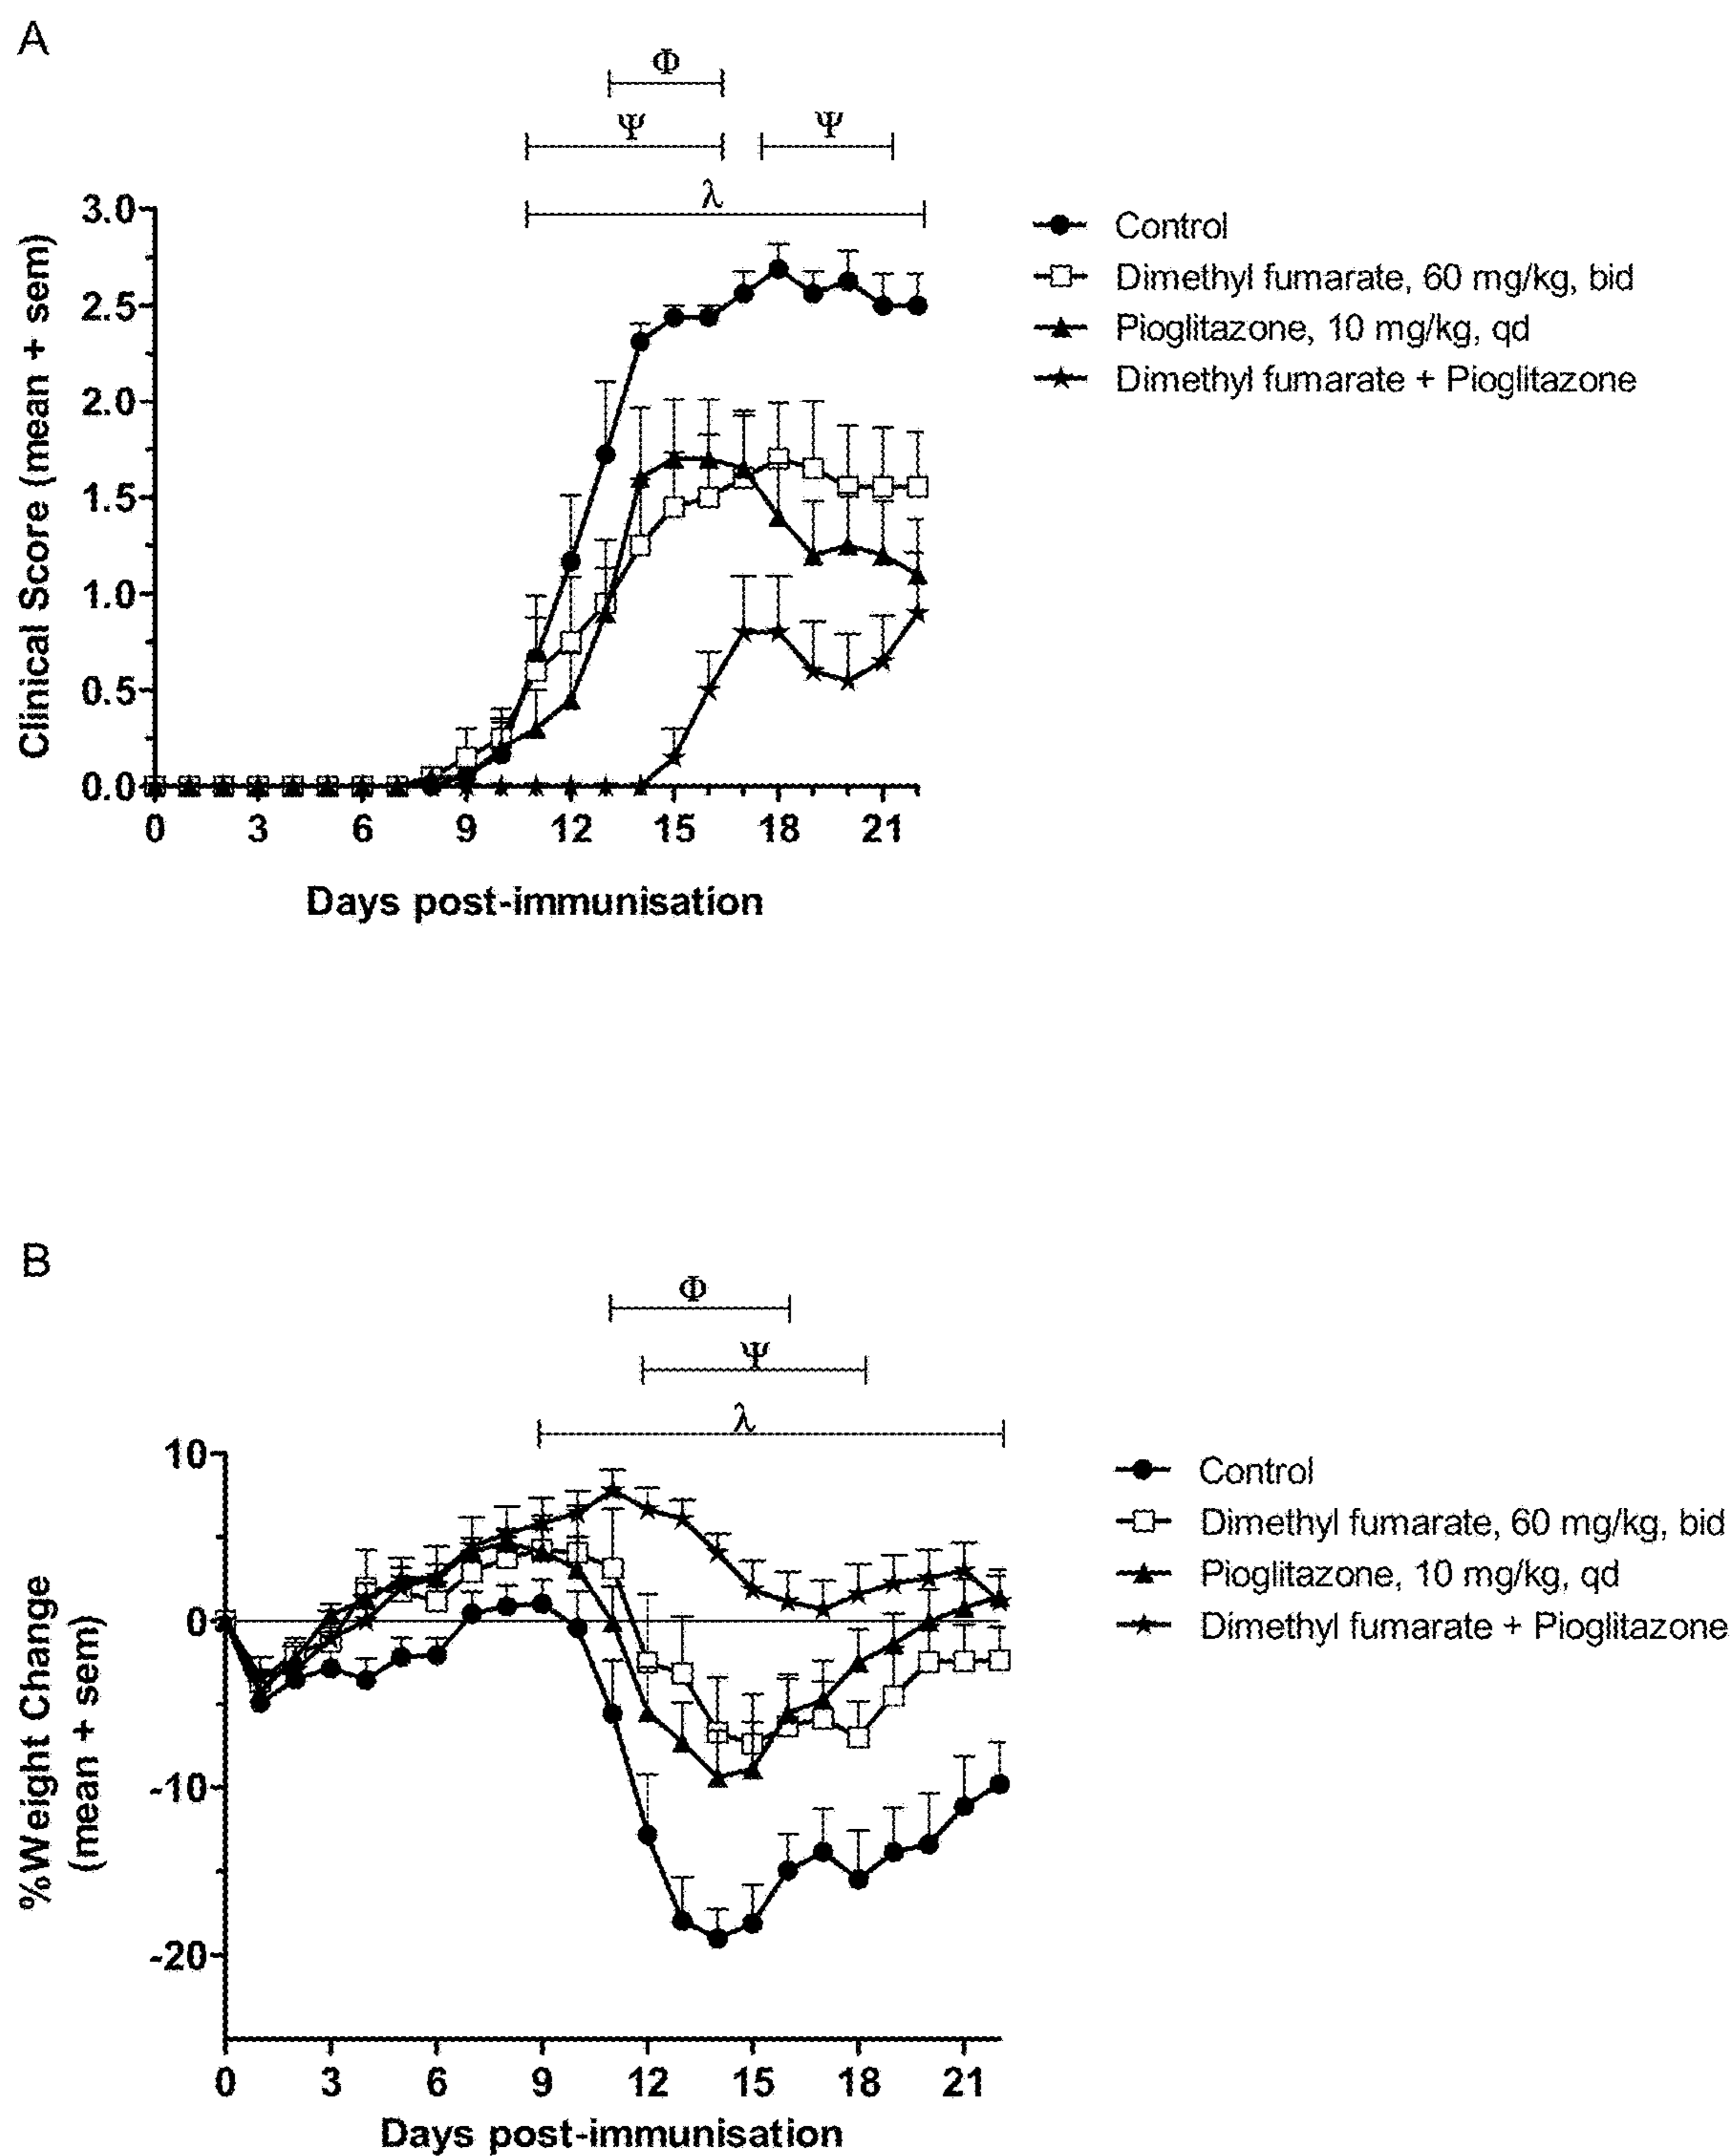 A
Φ
Ψ Ψ
λ
3.0
2.5
2.0
1.5
1.0
0.5
0.0
Clinical Score (mean + sem)
0 3 6 9 12 15 18 21
Days post-immunisation
Control
Dimethyl fumarate, 60 mg/kg, bid
Pioglitazone, 10 mg/kg, qd
Dimethyl fumarate + Pioglitazone
B
Φ
Ψ
λ
10
0
-10
-20
%Weight Change
(mean + sem)
0 3 6 9 12 15 18 21
Days post-immunisation
Control
Dimethyl fumarate, 60 mg/kg, bid
Pioglitazone, 10 mg/kg, qd
Dimethyl fumarate + Pioglitazone